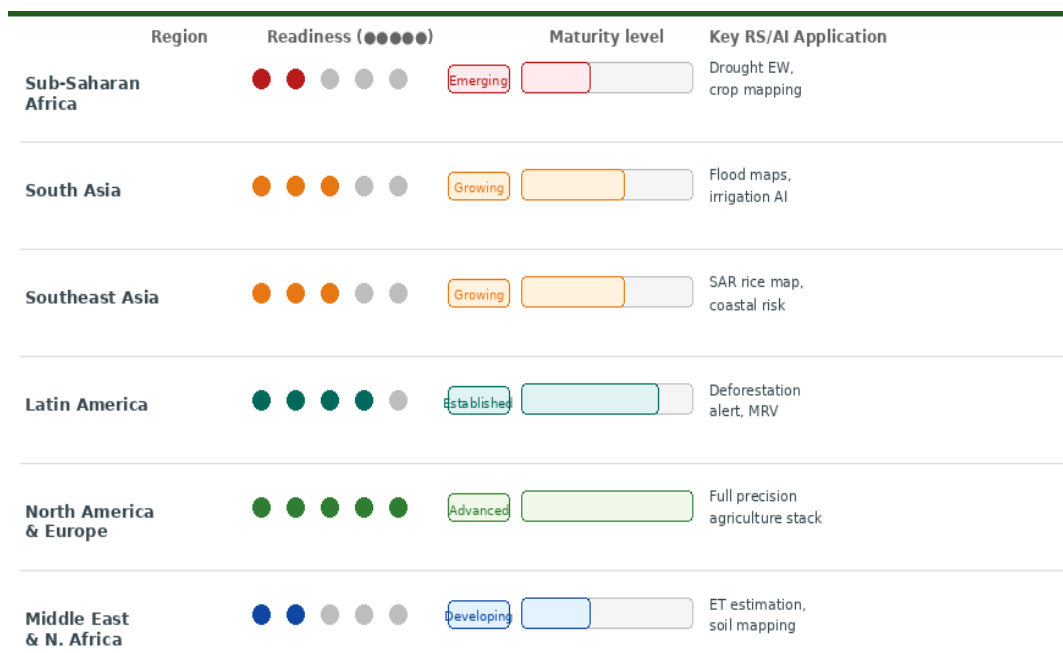 Region Readiness (●●●●●) Maturity level Key RS/AI Application
Sub-Saharan
Africa
Emerging
Drought EW,
crop mapping
South Asia
Growing
Flood maps,
irrigation AI
Southeast Asia
Growing
SAR rice map,
coastal risk
Latin America
Established
Deforestation
alert, MRV
North America
& Europe
Advanced
Full precision
agriculture stack
Middle East
& N. Africa
Developing
ET estimation,
soil mapping